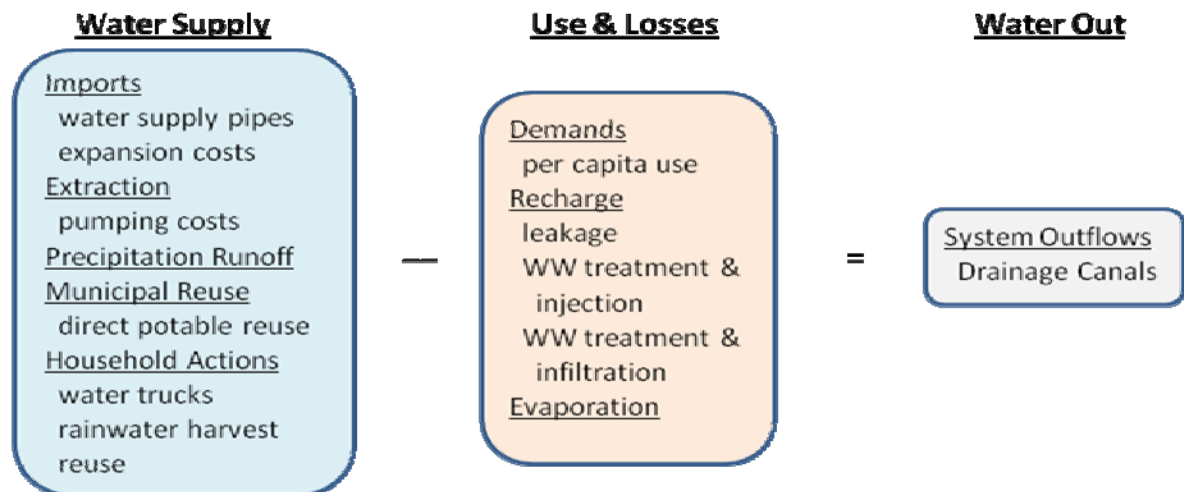 Water Supply
Imports
water supply pipes
expansion costs
Extraction
pumping costs
Precipitation Runoff
Municipal Reuse
direct potable reuse
Household Actions
water trucks
rainwater harvest
reuse
—
Use & Losses
Demands
per capita use
Recharge
leakage
WW treatment &
injection
WW treatment &
infiltration
Evaporation
=
Water Out
System Outflows
Drainage Canals